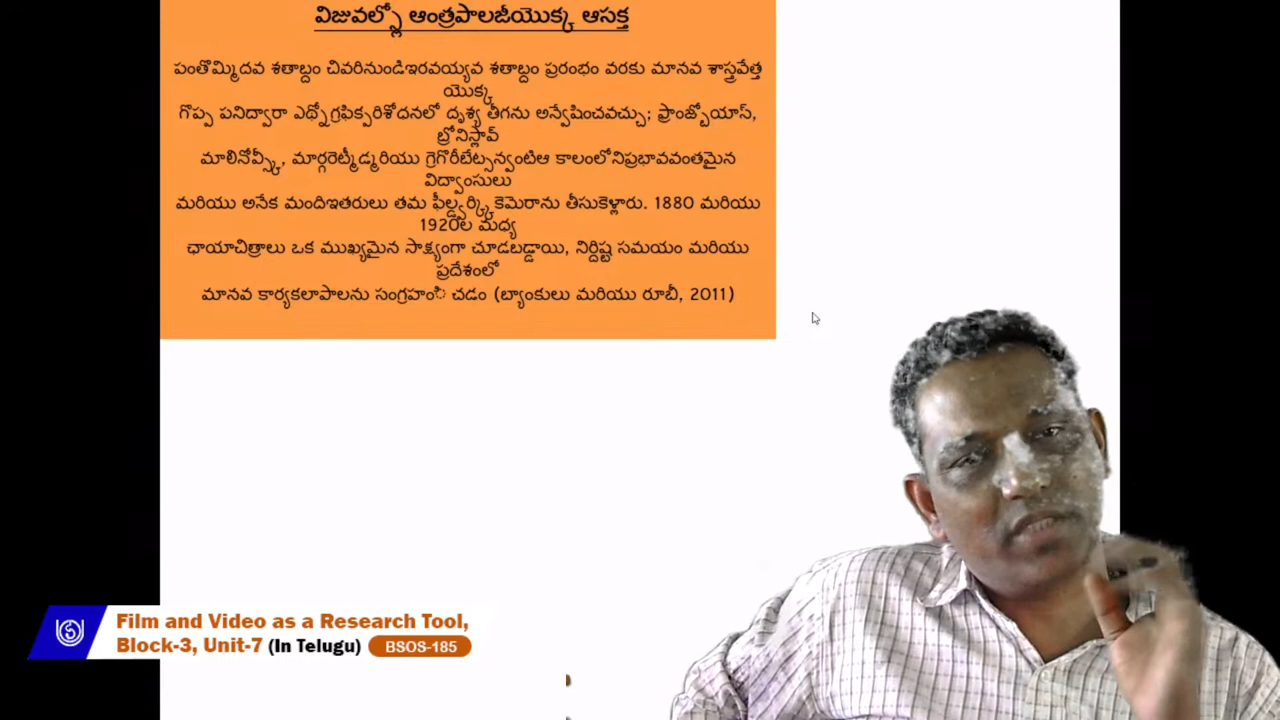 విజువల్స్లో ఆంత్రపాలజీయొక్క ఆసక్త
పంతొమ్మిదవ శతాబ్దం చివరినుండిఇరవయ్యవ శతాబ్దం ప్రరంభం వరకు మానవ శాస్త్రవేత్త
యొక్క
గొప్ప పనిద్వారా ఎథ్నోగ్రఫిక్పరిశోధనలో దృశ్య తీగను అన్వేషించవచ్చు; ఫ్రాంజ్బోయాస్,
బ్రోనిస్లావ్
మాలినోవ్స్కీ, మార్గరెట్మీడ్మరియు గ్రెగొరీబేట్సన్వంటిఆ కాలంలోనిప్రభావవంతమైన
విద్వాంసులు
మరియు అనేక మందిఇతరులు తమ ఫీల్డ్వర్క్కికెమెరాను తీసుకెళ్లారు. 1880 మరియు
1920ల మధ్య
ఛాయాచిత్రాలు ఒక ముఖ్యమైన సాక్ష్యంగా చూడబడ్డాయి, నిర్దిష్ట సమయం మరియు
ప్రదేశంలో
మానవ కార్యకలాపాలను సంగ్రహంి చడం (బ్యాంకులు మరియు రూబీ, 2011)
Film and Video as a Research Tool,
Block-3, Unit-7 (In Telugu) BSOS-185